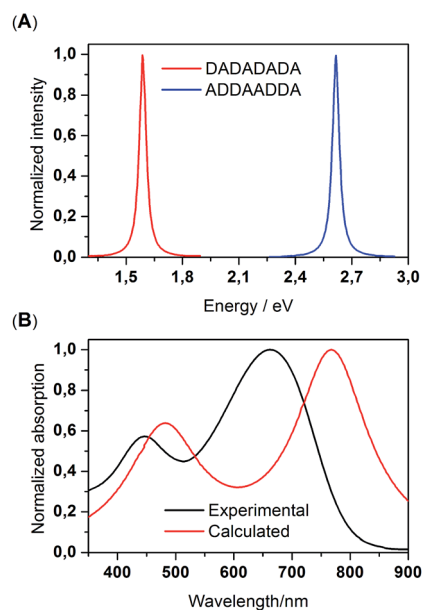 (A)
1,0
0,8
0,6
0,4
0,2
0,0
Normalized intensity
DADADADA
ADDAADDA
1,5 1,8 2,1 2,4 2,7 3,0
Energy / eV
(B)
1,0
0,8
0,6
0,4
0,2
0,0
Normalized absorption
Experimental
Calculated
400 500 600 700 800 900
Wavelength/nm